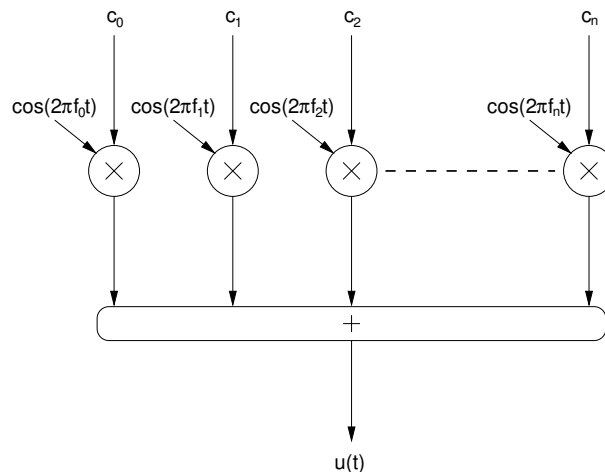 c₀ c₁ c₂ cₙ
cos(2πf₀t) cos(2πf₁t) cos(2πf₂t) cos(2πfₙt)
× × × ×
+
u(t)